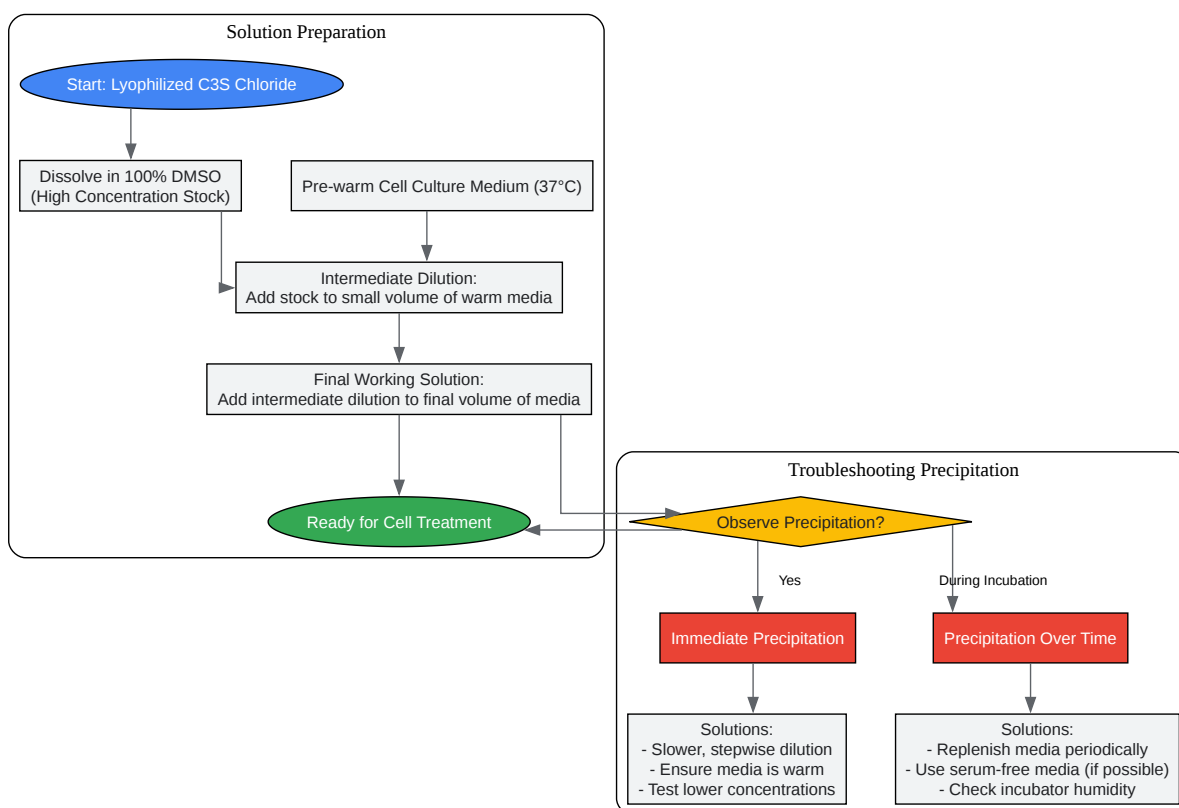 Solution Preparation
Start: Lyophilized C3S Chloride
Dissolve in 100% DMSO
(High Concentration Stock)
Pre-warm Cell Culture Medium (37°C)
Intermediate Dilution:
Add stock to small volume of warm media
Final Working Solution:
Add intermediate dilution to final volume of media
Ready for Cell Treatment
Troubleshooting Precipitation
Observe Precipitation?
Yes
During Incubation
Immediate Precipitation
Precipitation Over Time
Solutions:
- Slower, stepwise dilution
- Ensure media is warm
- Test lower concentrations
Solutions:
- Replenish media periodically
- Use serum-free media (if possible)
- Check incubator humidity